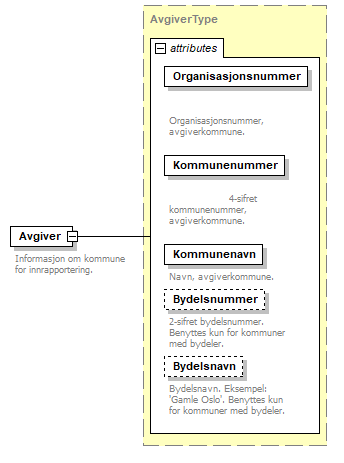 AvgiverType
attributes
Organisasjonsnummer
Organisasjonsnummer,
avgiverkommune.
Kommunenummer
4-sifret
kommunenummer,
avgiverkommune.
Avgiver
Informasjon om kommune
for innrapportering.
Kommunenavn
Navn, avgiverkommune.
Bydelsnummer
2-sifret bydelsnummer.
Benyttes kun for kommuner
med bydeler.
Bydelsnavn
Bydelsnavn. Eksempel:
'Gamle Oslo'. Benyttes kun
for kommuner med bydeler.